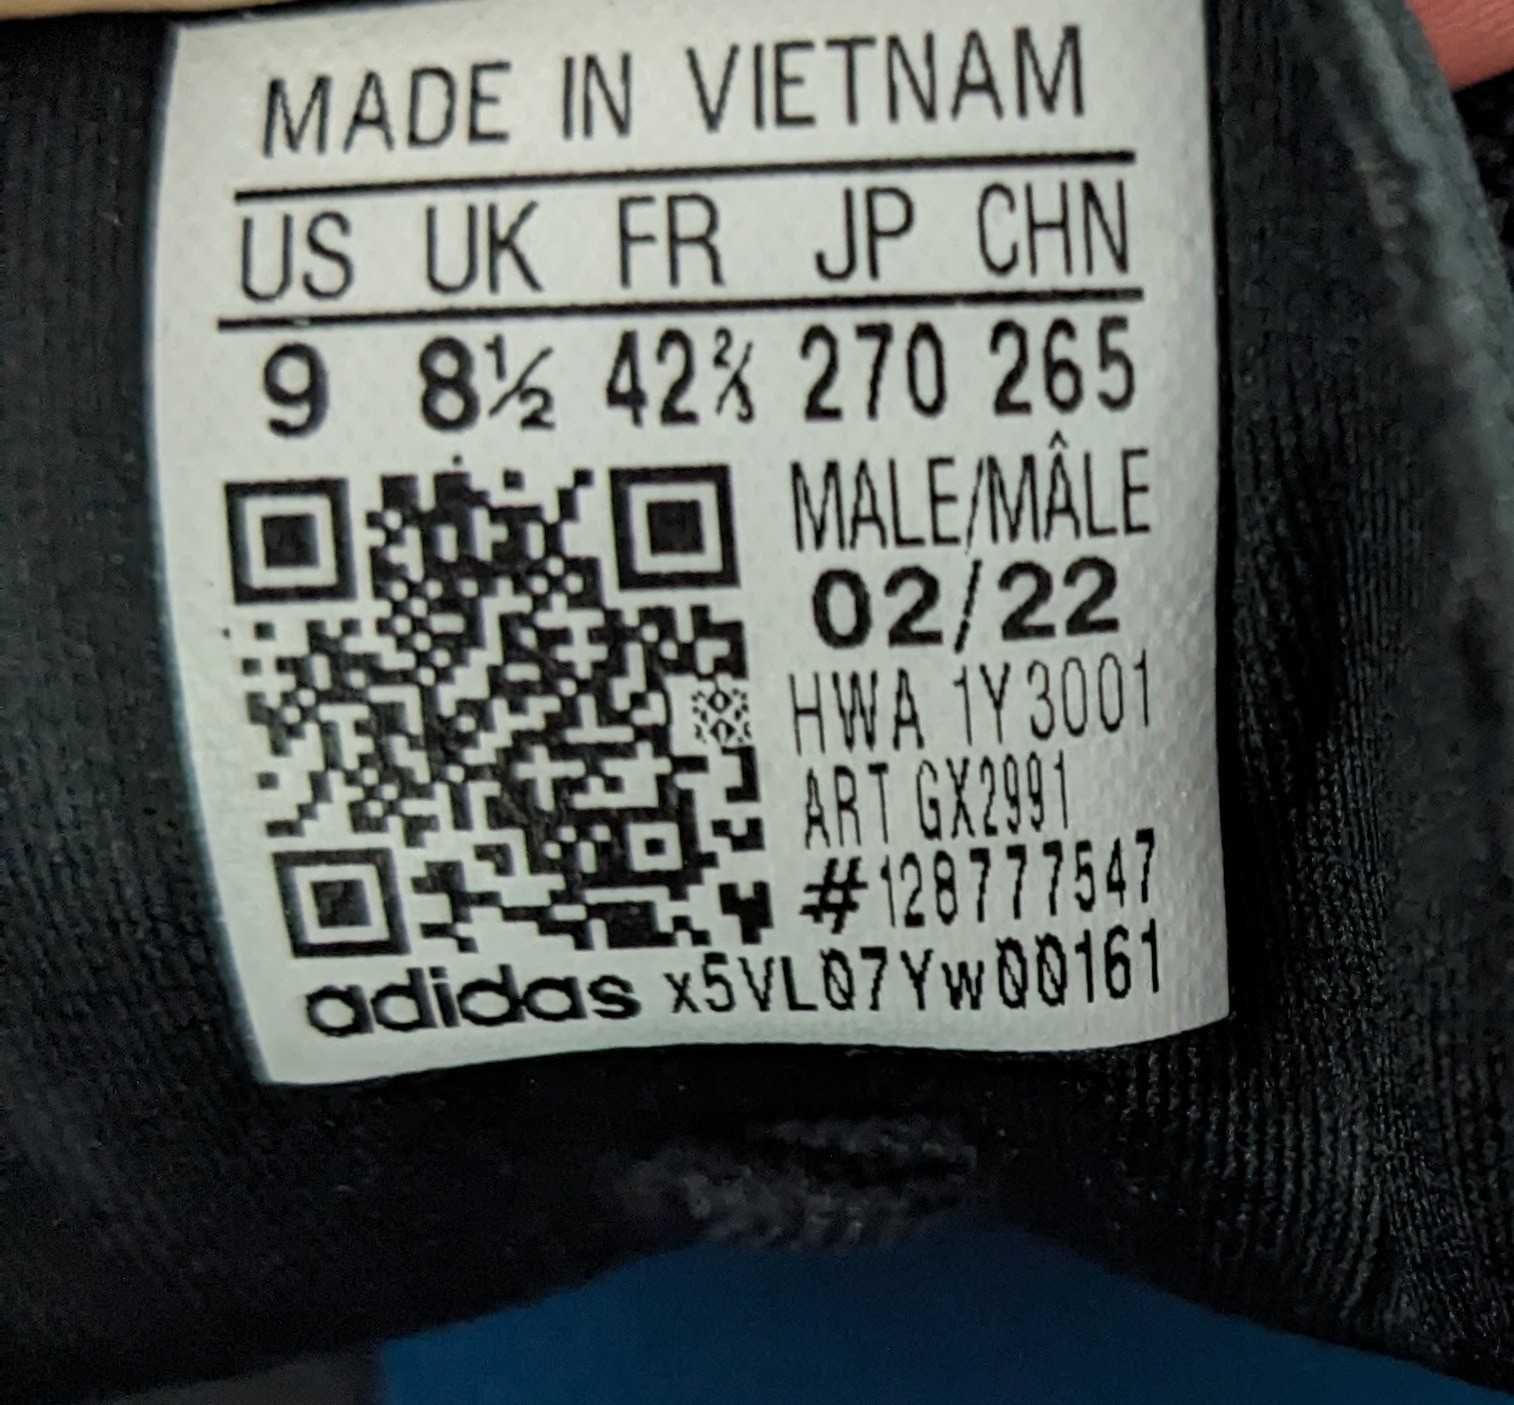 MADE IN VIETNAM
US UK FR JP CHN
9 8½ 42⅔ 270 265
MALE/MÂLE
02/22
HWA 1Y3001
ART GX2991
#128777547
adidas x5VL07Yw00161